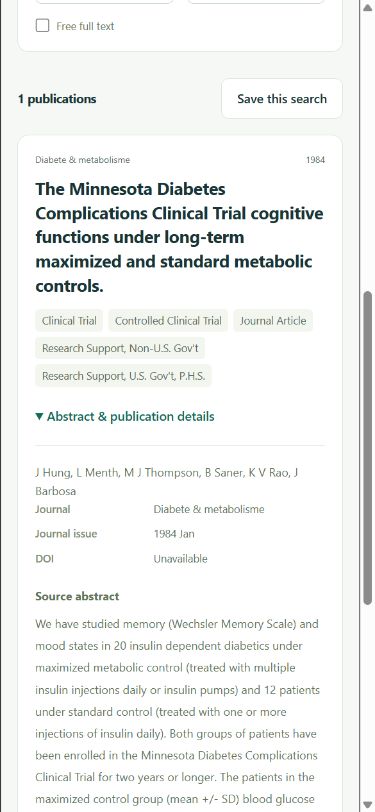 Free full text
1 publications
Save this search
Diabete & metabolisme
1984
The Minnesota Diabetes
Complications Clinical Trial cognitive
functions under long-term
maximized and standard metabolic
controls.
Clinical Trial
Controlled Clinical Trial
Journal Article
Research Support, Non-U.S. Gov't
Research Support, U.S. Gov't, P.H.S.
▼ Abstract & publication details
J Hung, L Menth, M J Thompson, B Saner, K V Rao, J
Barbosa
Journal
Diabete & metabolisme
Journal issue
1984 Jan
DOI
Unavailable
Source abstract
We have studied memory (Wechsler Memory Scale) and
mood states in 20 insulin dependent diabetics under
maximized metabolic control (treated with multiple
insulin injections daily or insulin pumps) and 12 patients
under standard control (treated with one or more
injections of insulin daily). Both groups of patients have
been enrolled in the Minnesota Diabetes Complications
Clinical Trial for two years or longer. The patients in the
maximized control group (mean +/- SD) blood glucose